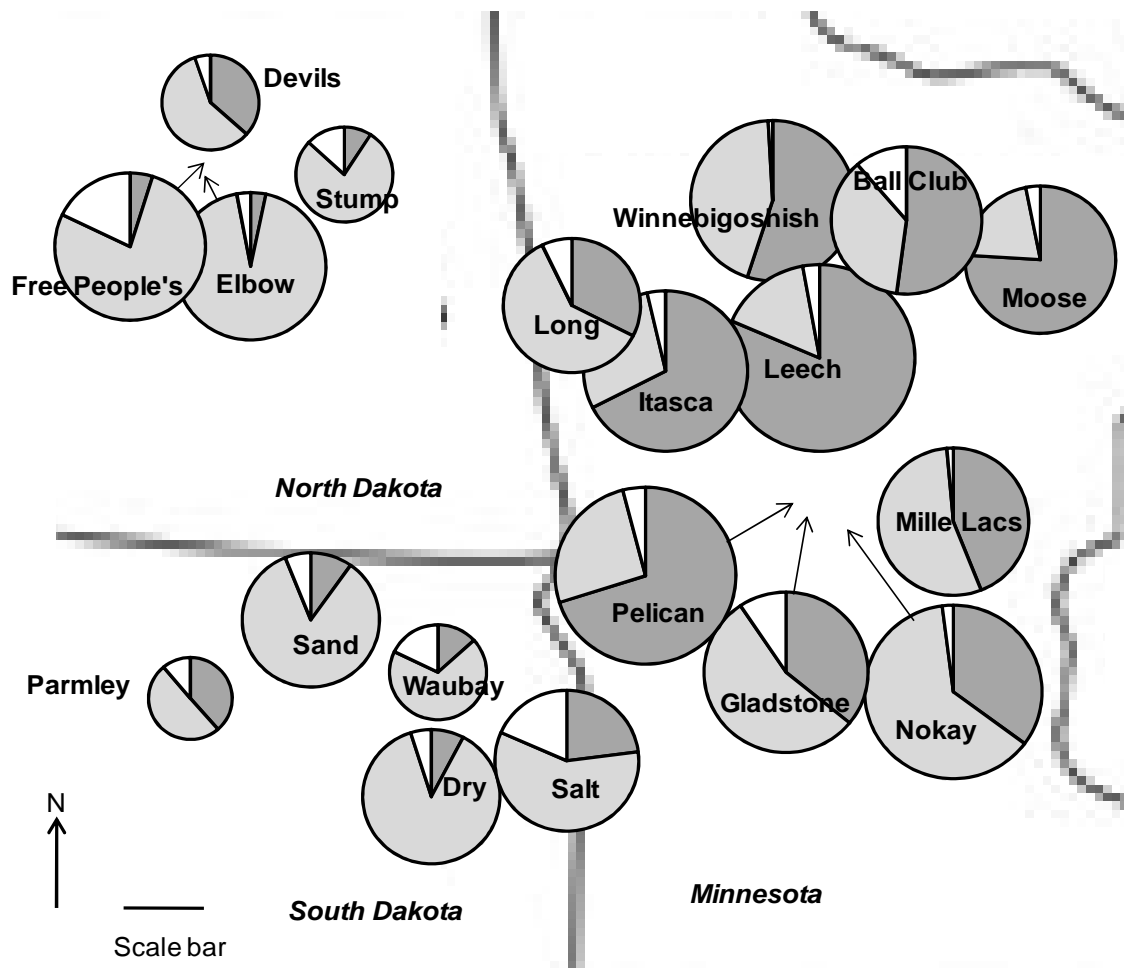 Devils
Stump
Free People's
Elbow
Winnebigoshish
Ball Club
Moose
Long
Itasca
Leech
North Dakota
Mille Lacs
Pelican
Sand
Parmley
Waubay
Gladstone
Nokay
Dry
Salt
N
South Dakota
Minnesota
Scale bar